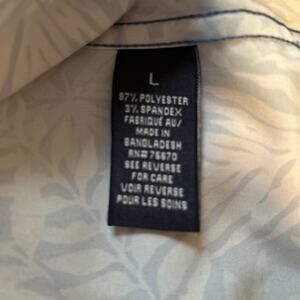 L
97% POLYESTER
3% SPANDEX
FABRIQUÉ AU/
MADE IN
BANGLADESH
RN# 75670
SEE REVERSE
FOR CARE
VOIR REVERSE
POUR LES SOINS